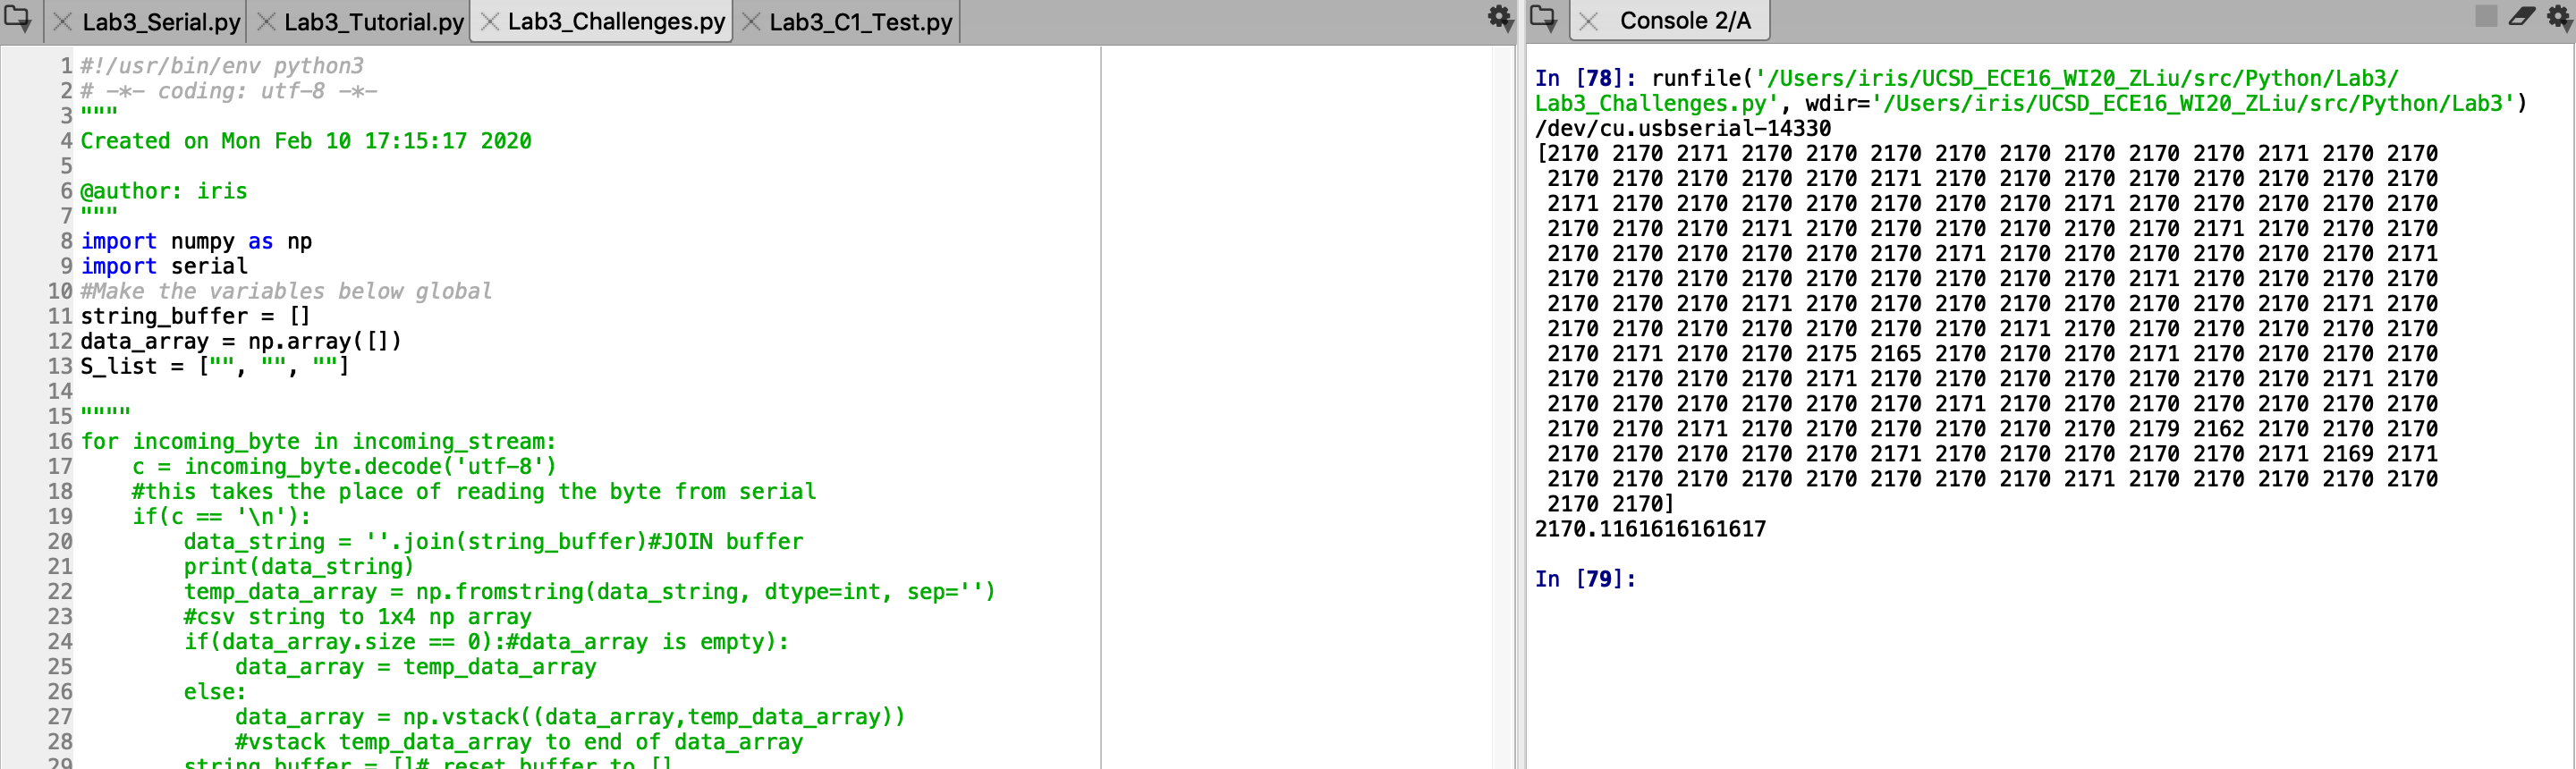 Lab3_Serial.py Lab3_Tutorial.py Lab3_Challenges.py Lab3_C1_Test.py
1 #!/usr/bin/env python3
2 # -*- coding: utf-8 -*-
3 """
4 Created on Mon Feb 10 17:15:17 2020
5
6 @author: iris
7 """
8 import numpy as np
9 import serial
10 #Make the variables below global
11 string_buffer = []
12 data_array = np.array([])
13 S_list = ["", "", ""]
14
15 """"
16 for incoming_byte in incoming_stream:
17     c = incoming_byte.decode('utf-8')
18     #this takes the place of reading the byte from serial
19     if(c == '\n'):
20         data_string = ''.join(string_buffer)#JOIN buffer
21         print(data_string)
22         temp_data_array = np.fromstring(data_string, dtype=int, sep='')
23         #csv string to 1x4 np array
24         if(data_array.size == 0):#data_array is empty):
25             data_array = temp_data_array
26         else:
27             data_array = np.vstack((data_array,temp_data_array))
28             #vstack temp_data_array to end of data_array
29         string_buffer = []# reset buffer to []
Console 2/A
In [78]: runfile('/Users/iris/UCSD_ECE16_WI20_ZLiu/src/Python/Lab3/
Lab3_Challenges.py', wdir='/Users/iris/UCSD_ECE16_WI20_ZLiu/src/Python/Lab3')
/dev/cu.usbserial-14330
[2170 2170 2171 2170 2170 2170 2170 2170 2170 2170 2170 2171 2170 2170
 2170 2170 2170 2170 2170 2171 2170 2170 2170 2170 2170 2170 2170 2170
 2171 2170 2170 2170 2170 2170 2170 2170 2171 2170 2170 2170 2170 2170
 2170 2170 2170 2171 2170 2170 2170 2170 2170 2170 2171 2170 2170 2170
 2170 2170 2170 2170 2170 2170 2171 2170 2170 2170 2170 2170 2170 2171
 2170 2170 2170 2170 2170 2170 2170 2170 2170 2171 2170 2170 2170 2170
 2170 2170 2170 2171 2170 2170 2170 2170 2170 2170 2170 2170 2171 2170
 2170 2170 2170 2170 2170 2170 2170 2171 2170 2170 2170 2170 2170 2170
 2170 2171 2170 2170 2175 2165 2170 2170 2170 2171 2170 2170 2170 2170
 2170 2170 2170 2170 2171 2170 2170 2170 2170 2170 2170 2170 2171 2170
 2170 2170 2170 2170 2170 2170 2171 2170 2170 2170 2170 2170 2170 2170
 2170 2170 2171 2170 2170 2170 2170 2170 2170 2179 2162 2170 2170 2170
 2170 2170 2170 2170 2170 2171 2170 2170 2170 2170 2170 2171 2169 2171
 2170 2170 2170 2170 2170 2170 2170 2170 2171 2170 2170 2170 2170 2170
 2170 2170]
2170.1161616161617
In [79]: